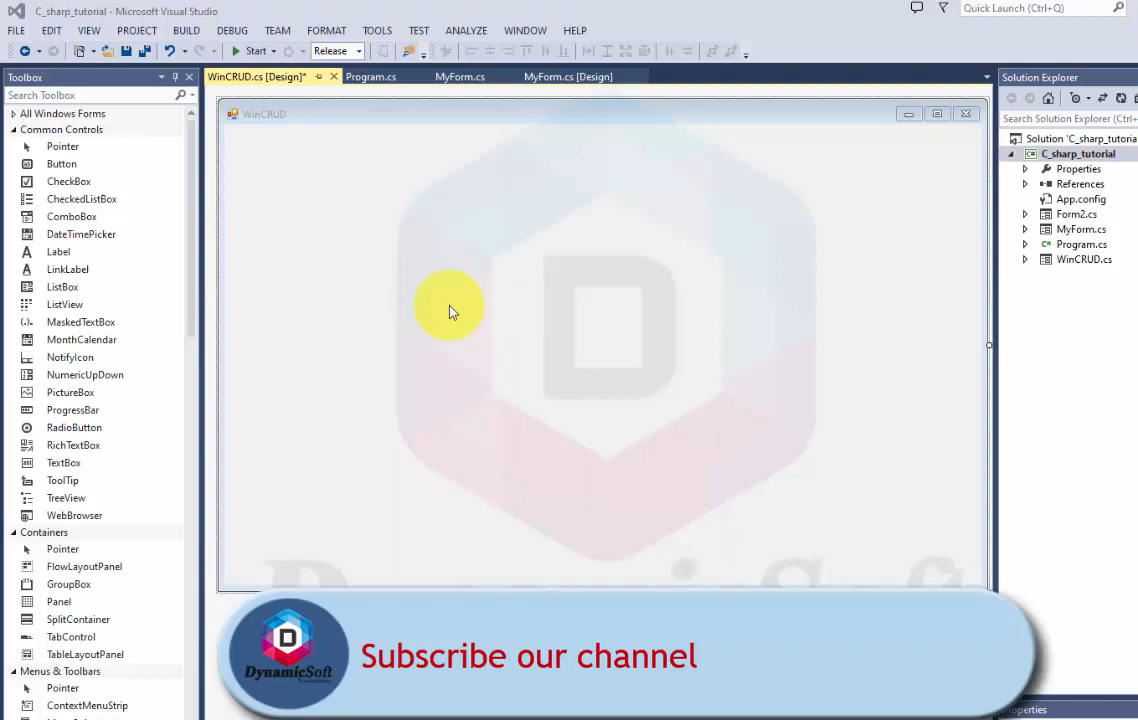 C_sharp_tutorial - Microsoft Visual Studio
Quick Launch (Ctrl+Q)
FILE EDIT VIEW PROJECT BUILD DEBUG TEAM FORMAT TOOLS TEST ANALYZE WINDOW HELP
Start Release
Toolbox
Search Toolbox
All Windows Forms
Common Controls
Pointer
Button
CheckBox
CheckedListBox
ComboBox
DateTimePicker
Label
LinkLabel
ListBox
ListView
MaskedTextBox
MonthCalendar
NotifyIcon
NumericUpDown
PictureBox
ProgressBar
RadioButton
RichTextBox
TextBox
ToolTip
TreeView
WebBrowser
Containers
Pointer
FlowLayoutPanel
GroupBox
Panel
SplitContainer
TabControl
TableLayoutPanel
Menus & Toolbars
Pointer
ContextMenuStrip
WinCRUD.cs [Design]* Program.cs MyForm.cs MyForm.cs [Design]
WinCRUD
D
DynamicSoft
D
DynamicSoft
Subscribe our channel
Solution Explorer
Search Solution Explorer (Ctrl+
Solution 'C_sharp_tutoria
C# C_sharp_tutorial
Properties
References
App.config
Form2.cs
MyForm.cs
C# Program.cs
WinCRUD.cs
Properties